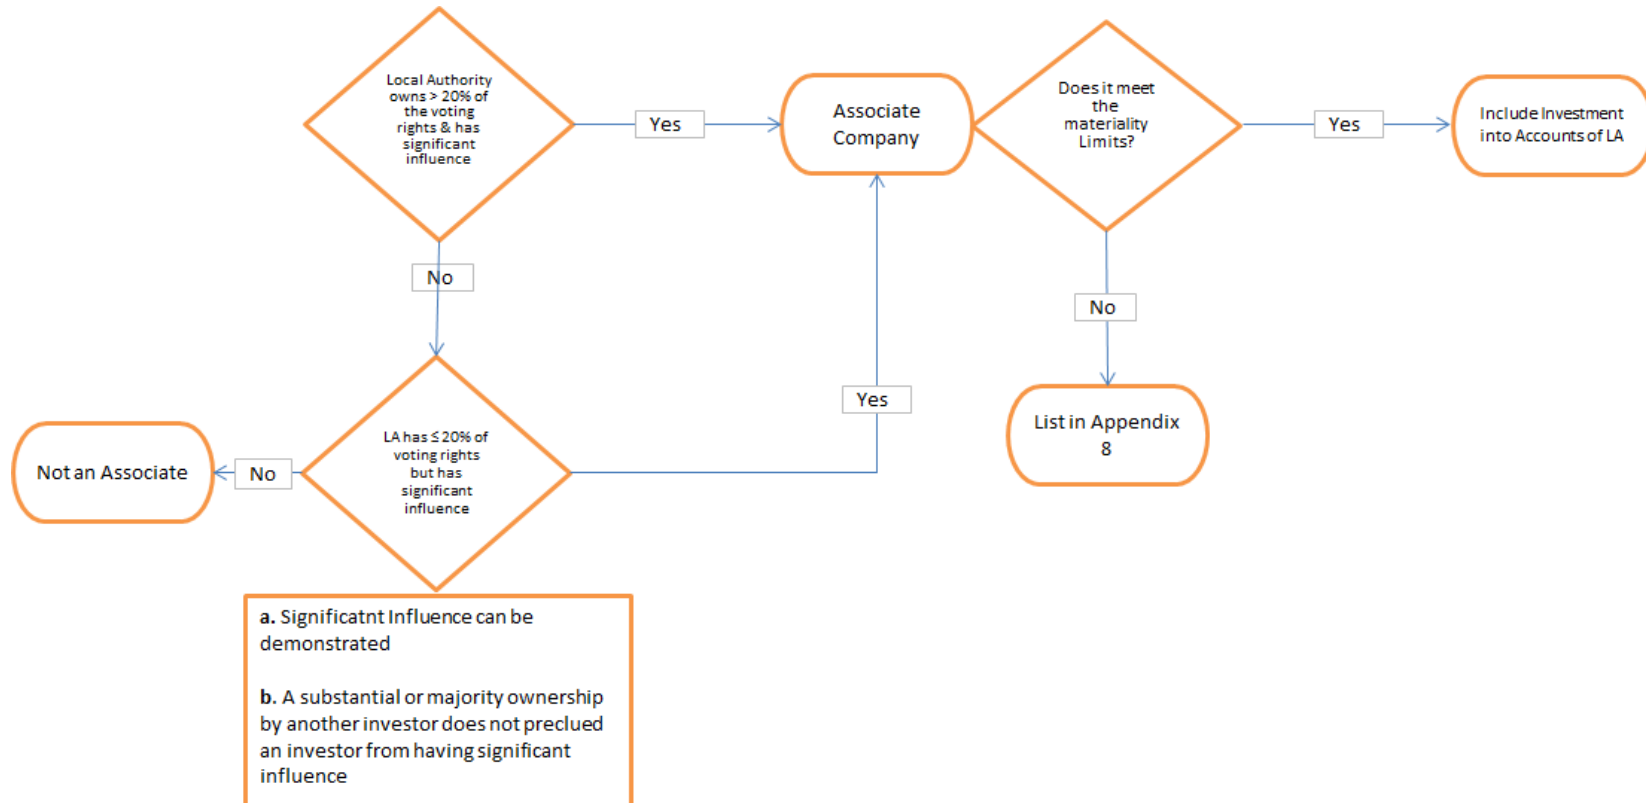 Local Authority
owns > 20% of
the voting
rights & has
significant
influence
Yes
Associate
Company
Does it meet
the
materiality
Limits?
Yes
Include Investment
into Accounts of LA
No
No
List in Appendix
8
Yes
LA has ≤ 20% of
voting rights
but has
significant
influence
No
Not an Associate
a. Significatnt Influence can be
demonstrated
b. A substantial or majority ownership
by another investor does not preclued
an investor from having significant
influence